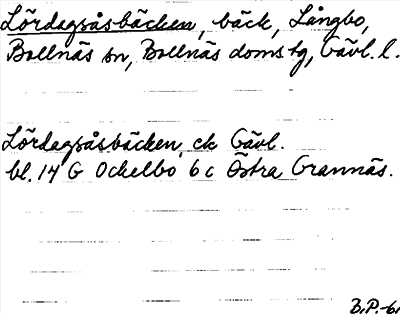 Lördagsåsbäcken, bäck, Långbo,
Bollnäs sn, Bollnäs doms.tg, Gävl. l.
Lördagsåsbäcken, ek Gävl.
bl. 14 G Ockelbo 6 c Östra Grannäs.
B.P.-61